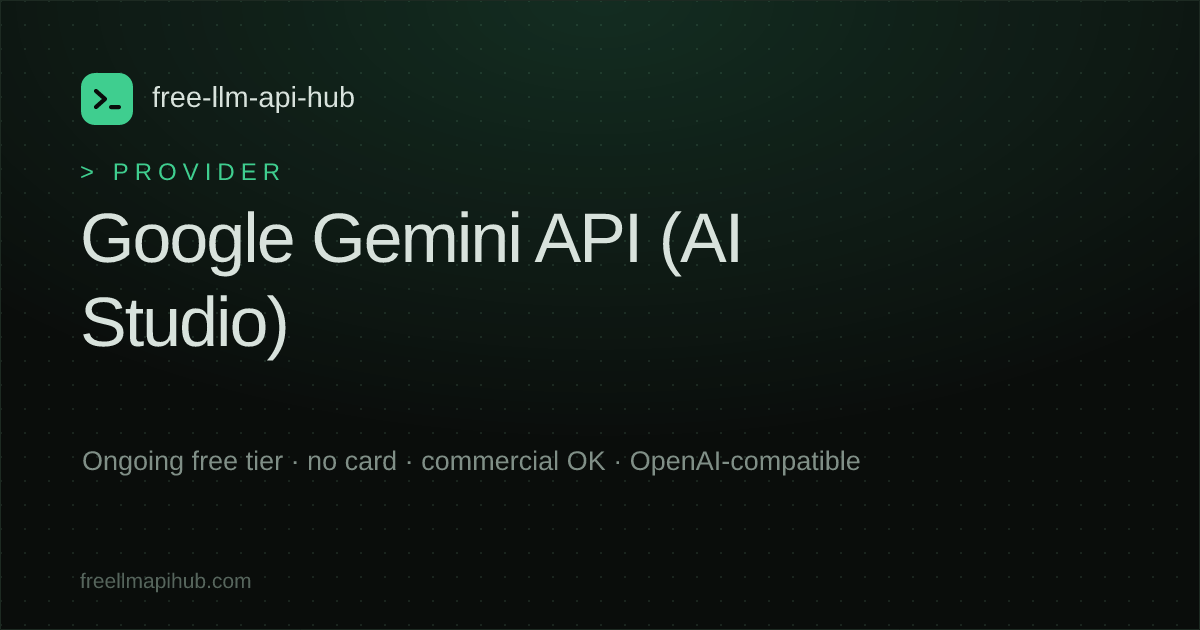 free-llm-api-hub
> PROVIDER
Google Gemini API (AI
Studio)
Ongoing free tier · no card · commercial OK · OpenAI-compatible
freellmapihub.com